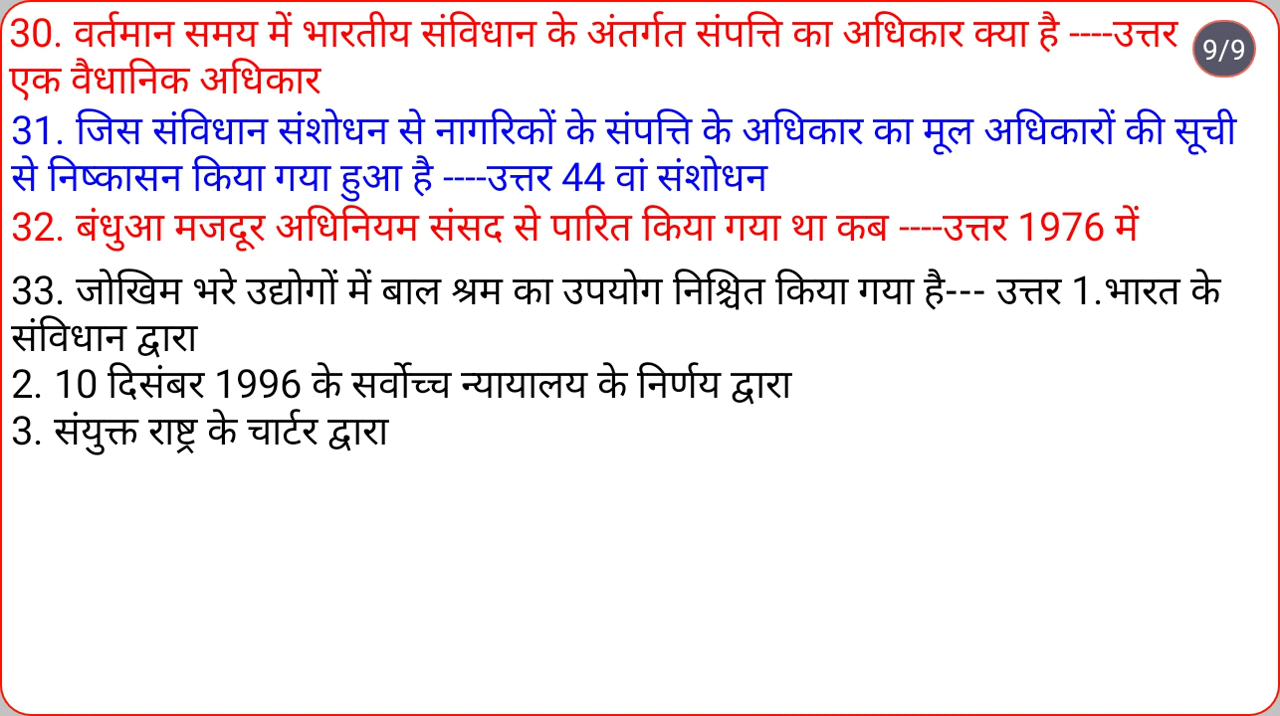 30. वर्तमान समय में भारतीय संविधान के अंतर्गत संपत्ति का अधिकार क्या है ----उत्तर
9/9
एक वैधानिक अधिकार
31. जिस संविधान संशोधन से नागरिकों के संपत्ति के अधिकार का मूल अधिकारों की सूची
से निष्कासन किया गया हुआ है ----उत्तर 44 वां संशोधन
32. बंधुआ मजदूर अधिनियम संसद से पारित किया गया था कब ----उत्तर 1976 में
33. जोखिम भरे उद्योगों में बाल श्रम का उपयोग निश्चित किया गया है--- उत्तर 1.भारत के
संविधान द्वारा
2. 10 दिसंबर 1996 के सर्वोच्च न्यायालय के निर्णय द्वारा
3. संयुक्त राष्ट्र के चार्टर द्वारा